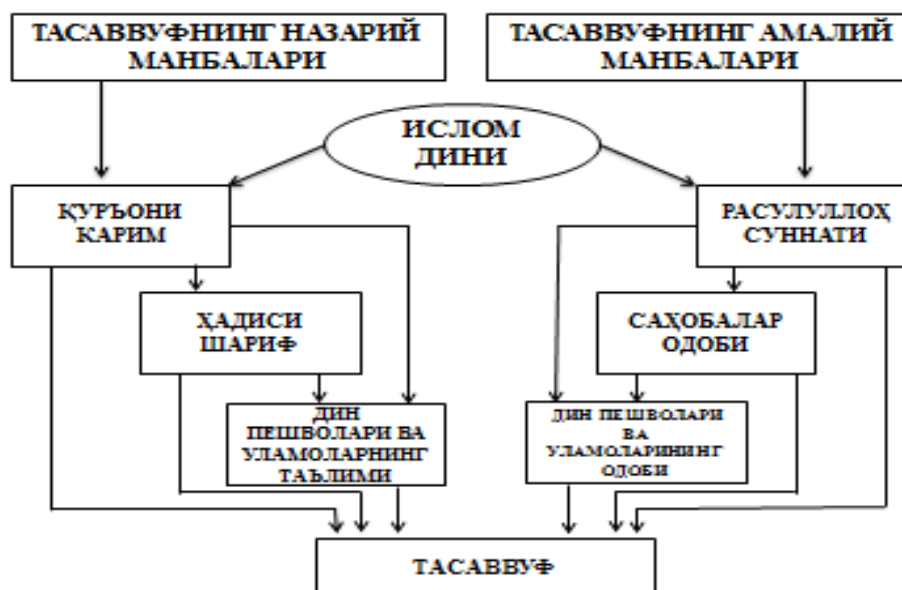 ТАСАВВУФНИНГ НАЗАРИЙ
МАНБАЛАРИ
ТАСАВВУФНИНГ АМАЛИЙ
МАНБАЛАРИ
ИСЛОМ
ДИНИ
ҚУРЪОНИ
КАРИМ
РАСУЛУЛЛОҲ
СУННАТИ
ҲАДИСИ
ШАРИФ
САҲОБАЛАР
ОДОБИ
ДИН
ПЕШВОЛАРИ ВА
УЛАМОЛАРНИНГ
ТАЪЛИМИ
ДИН ПЕШВОЛАРИ
ВА
УЛАМОЛАРИНИНГ
ОДОБИ
ТАСАВВУФ